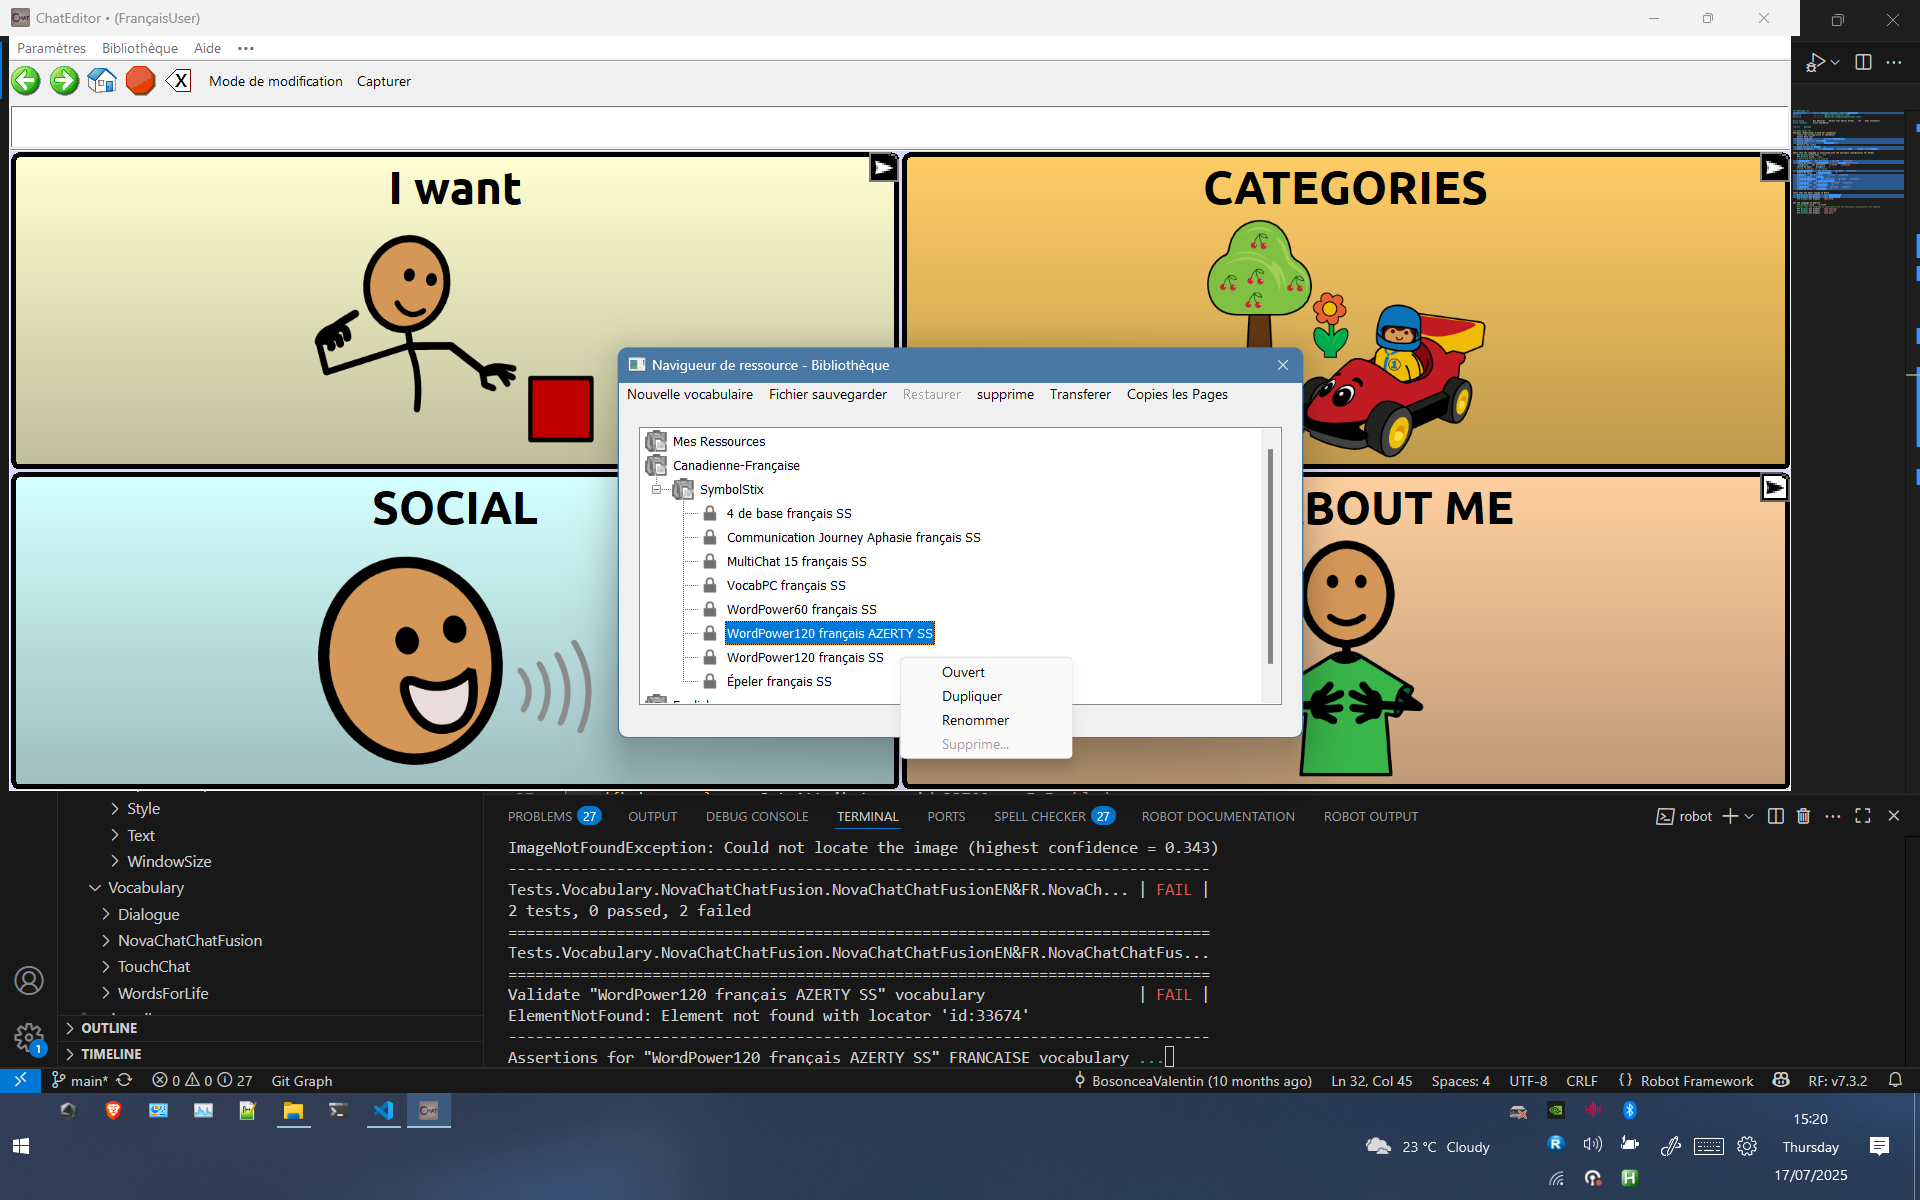 ChatEditor • (FrançaisUser)
Paramètres Bibliothèque Aide •••
X Mode de modification Capturer
I want
CATEGORIES
SOCIAL
BOUT ME
Navigueur de ressource - Bibliothèque
Nouvelle vocabulaire Fichier sauvegarder Restaurer supprime Transferer Copies les Pages
Mes Ressources
Canadienne-Française
SymbolStix
4 de base français SS
Communication Journey Aphasie français SS
MultiChat 15 français SS
VocabPC français SS
WordPower60 français SS
WordPower120 français AZERTY SS
WordPower120 français SS
Épeler français SS
Ouvert
Dupliquer
Renommer
Supprime...
Style
Text
WindowSize
Vocabulary
Dialogue
NovaChatChatFusion
TouchChat
WordsForLife
OUTLINE
TIMELINE
PROBLEMS 27 OUTPUT DEBUG CONSOLE TERMINAL PORTS SPELL CHECKER 27 ROBOT DOCUMENTATION ROBOT OUTPUT robot
ImageNotFoundException: Could not locate the image (highest confidence = 0.343)
------------------------------------------------------------------------------
Tests.Vocabulary.NovaChatChatFusion.NovaChatChatFusionEN&FR.NovaCh... | FAIL |
2 tests, 0 passed, 2 failed
==============================================================================
Tests.Vocabulary.NovaChatChatFusion.NovaChatChatFusionEN&FR.NovaChatChatFus...
==============================================================================
Validate "WordPower120 français AZERTY SS" vocabulary | FAIL |
ElementNotFound: Element not found with locator 'id:33674'
------------------------------------------------------------------------------
Assertions for "WordPower120 français AZERTY SS" FRANCAISE vocabulary ...
1
main* 0 0 27 Git Graph BosonceaValentin (10 months ago) Ln 32, Col 45 Spaces: 4 UTF-8 CRLF {} Robot Framework RF: v7.3.2
23 °C Cloudy
15:20
Thursday
17/07/2025